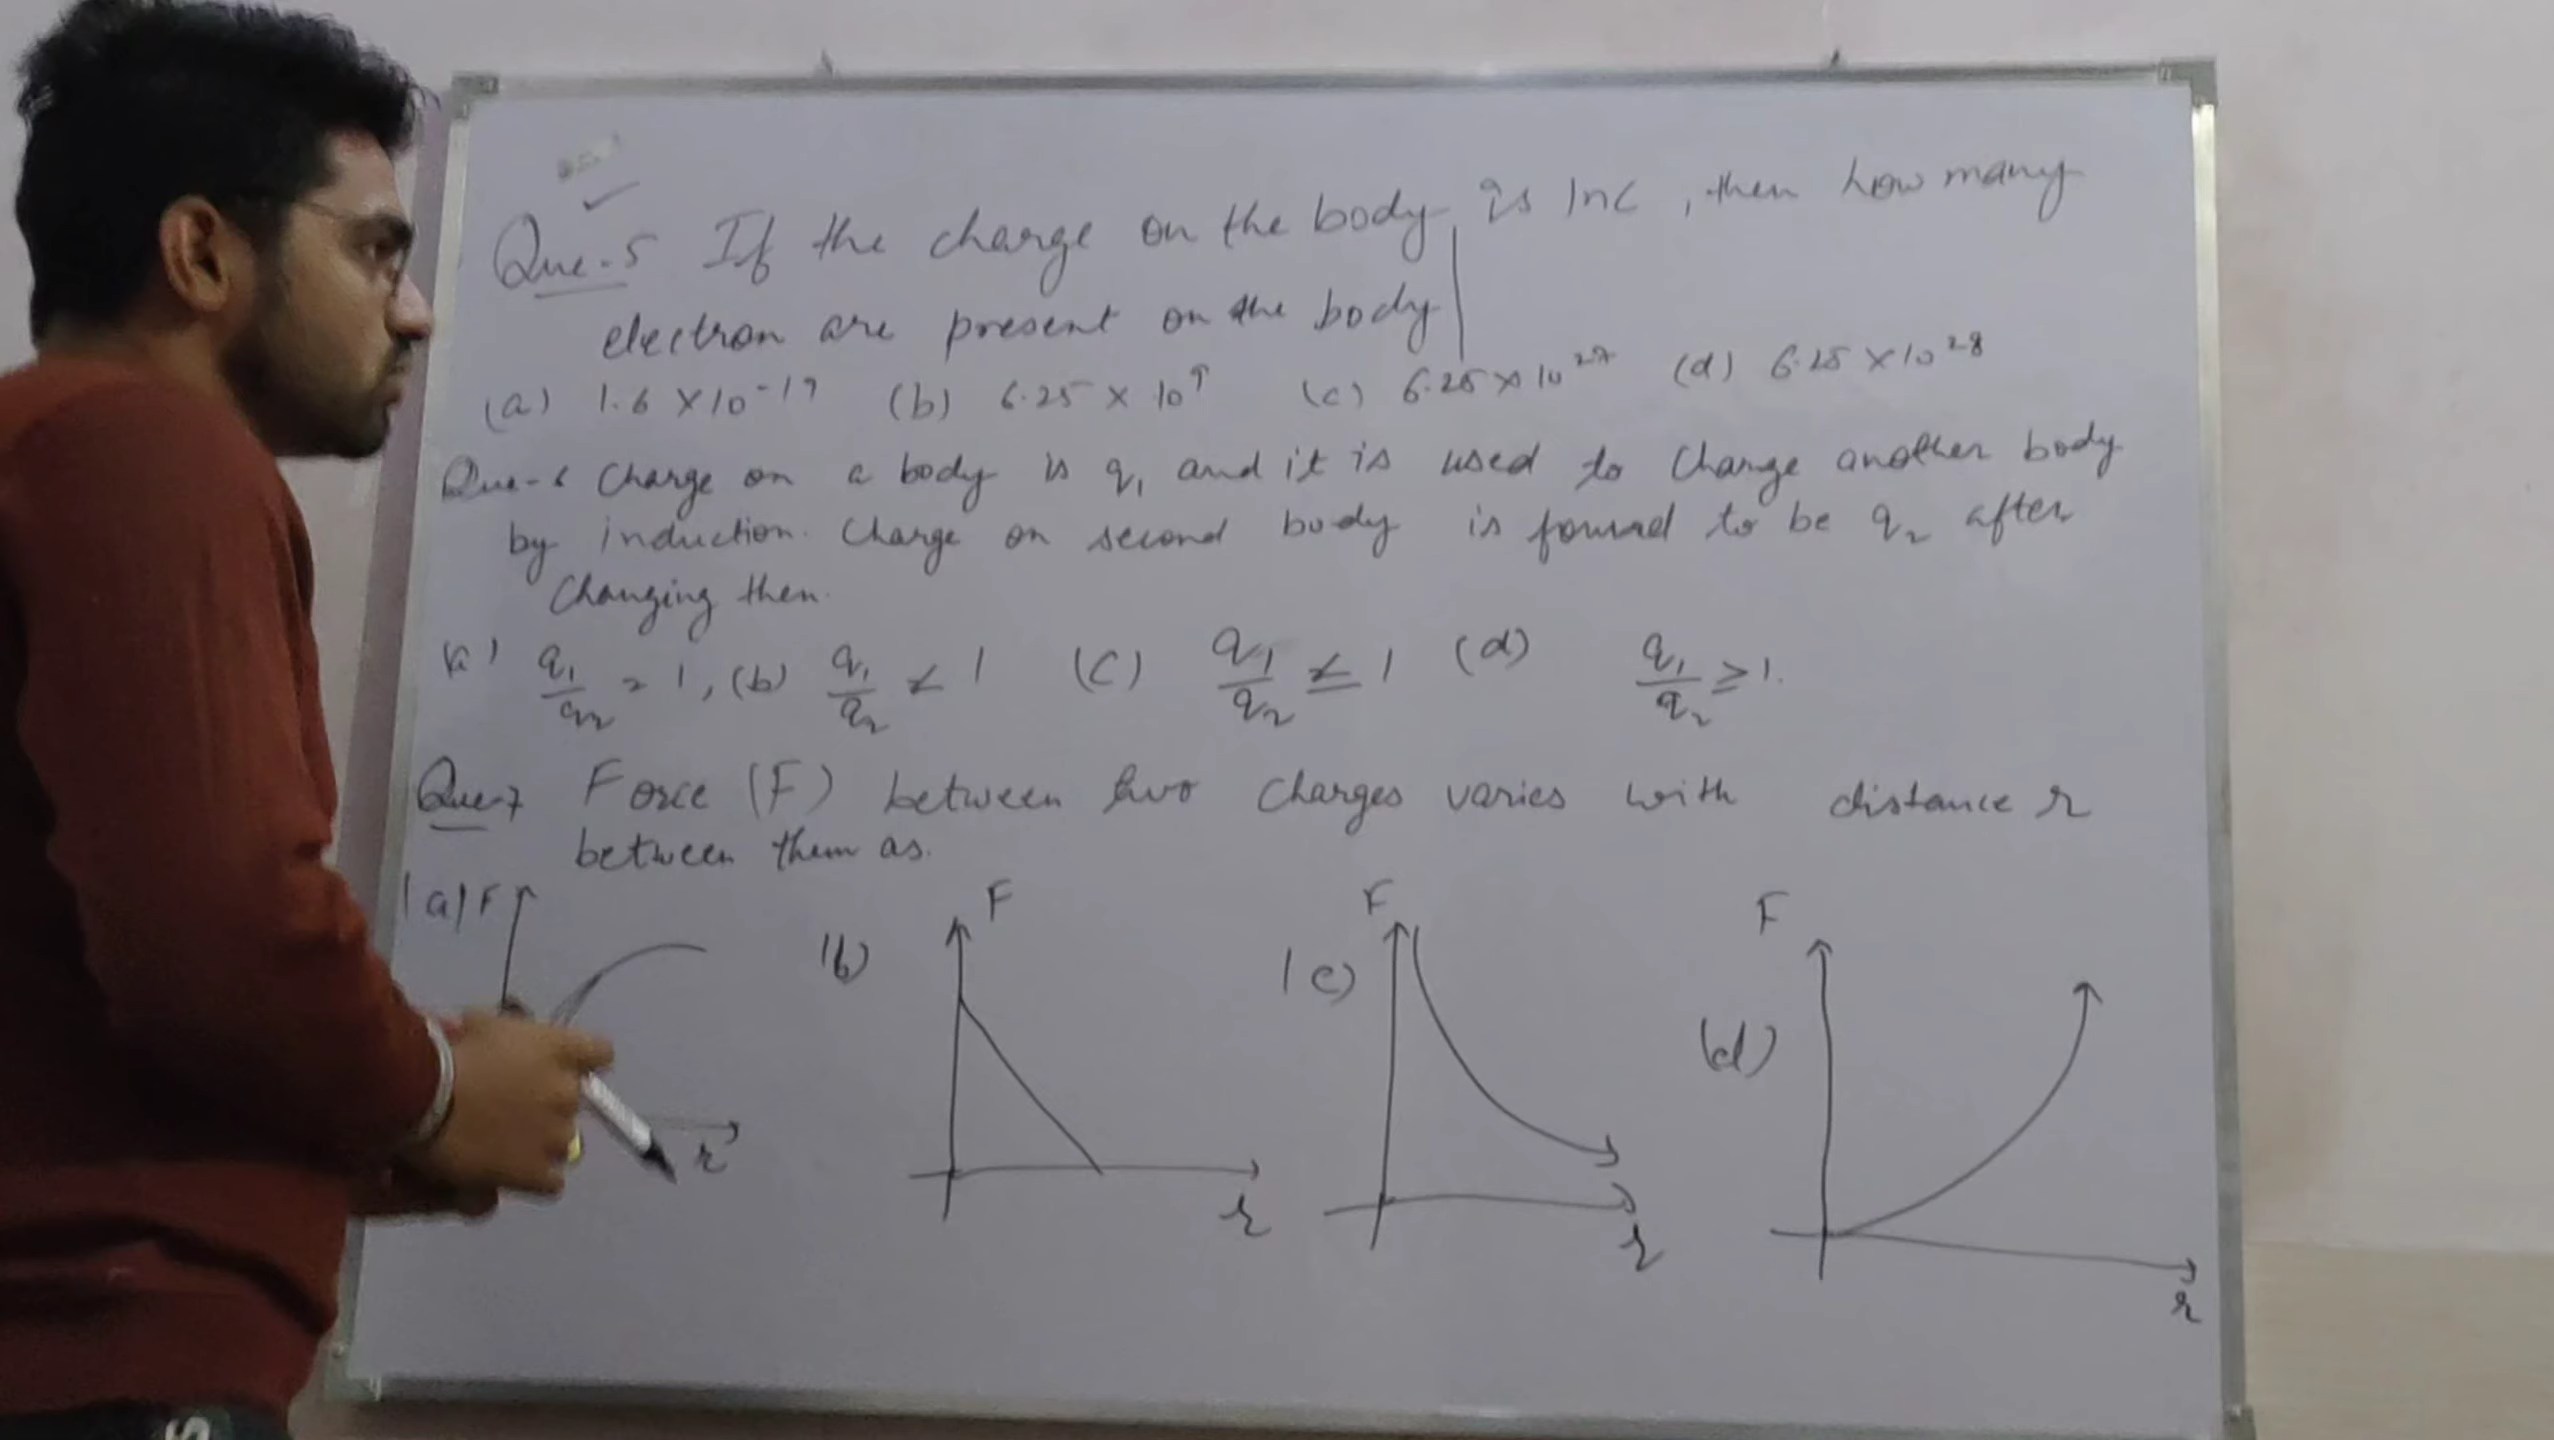 Que-5 If the charge on the body is 1nC, then how many
electron are present on the body
(a) 1.6 × 10⁻¹⁹ (b) 6.25 × 10⁹ (c) 6.25 × 10²⁷ (d) 6.25 × 10²⁸
Que-6 Charge on a body is q₁ and it is used to charge another body
by induction. Charge on second body is found to be q₂ after
charging then.
(a) q₁/q₂ = 1, (b) q₁/q₂ < 1 (C) q₁/q₂ ≤ 1 (d) q₁/q₂ ≥ 1.
Que-7 Force (F) between two charges varies with distance r
between them as.
(a) F r
(b) F r
(c) F r
(d) F r
S